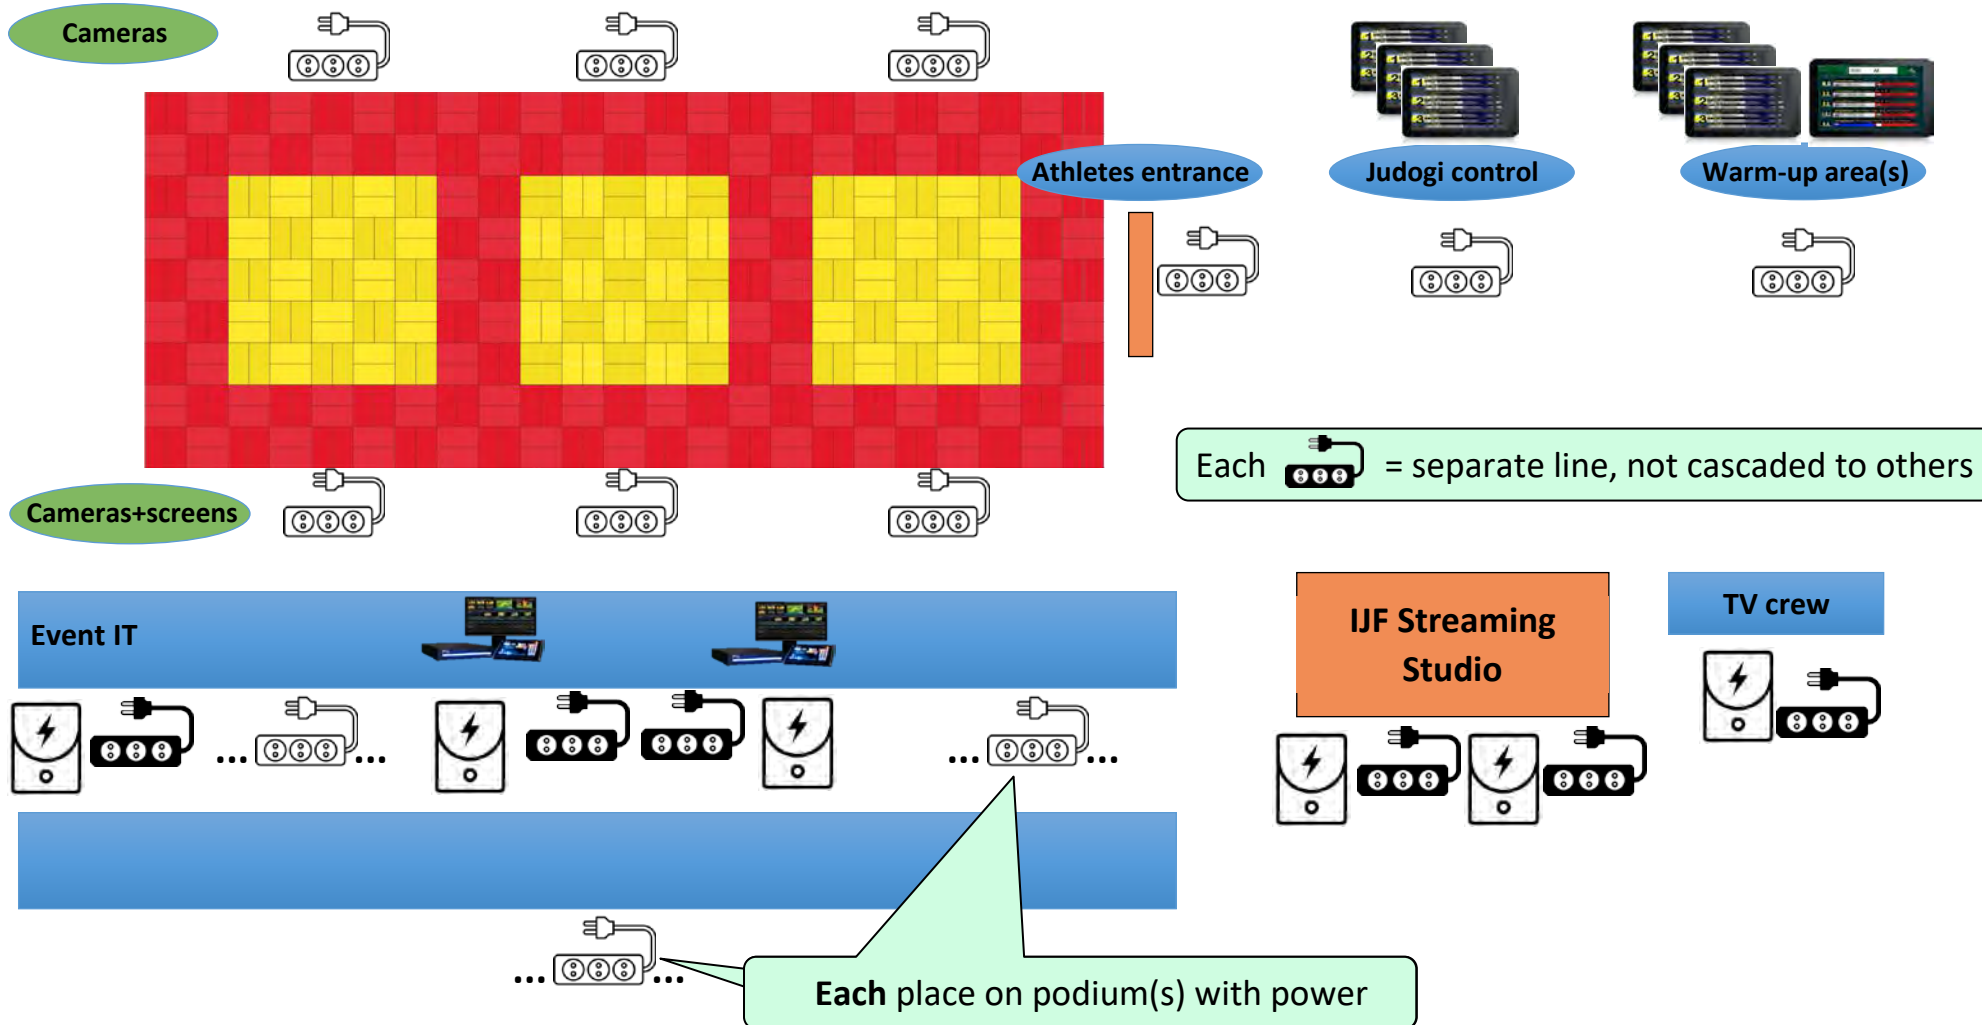 Cameras
Athletes entrance
Judogi control
Warm-up area(s)
Each = separate line, not cascaded to others
Cameras+screens
Event IT
IJF Streaming
Studio
TV crew
... ...
... ...
... ...
Each place on podium(s) with power